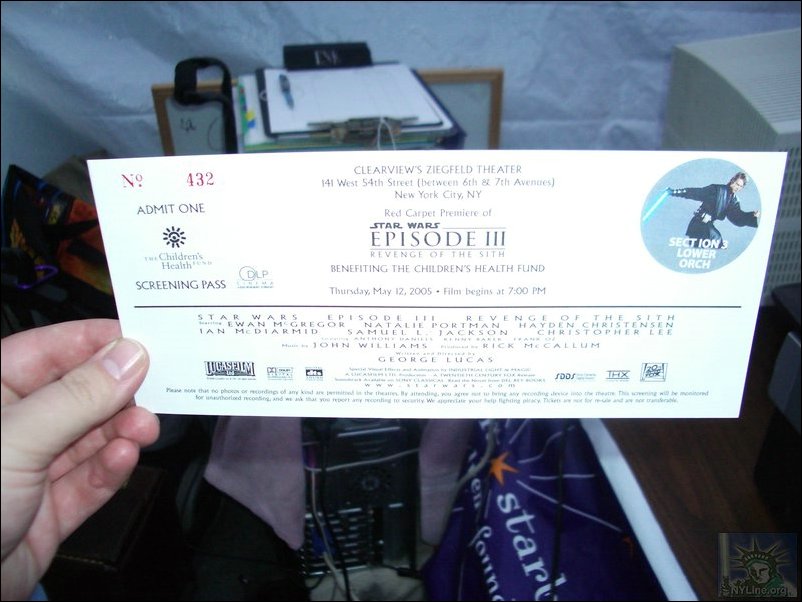 Nº 432
ADMIT ONE
THE Children's
Health FUND
SCREENING PASS
DLP
CINEMA
CLEARVIEW'S ZIEGFELD THEATER
141 West 54th Street (between 6th & 7th Avenues)
New York City, NY
Red Carpet Premiere of
STAR WARS
EPISODE III
REVENGE OF THE SITH
BENEFITING THE CHILDREN'S HEALTH FUND
Thursday, May 12, 2005 • Film begins at 7:00 PM
SECTION 3
LOWER
ORCH
STAR WARS EPISODE III REVENGE OF THE SITH
Starring EWAN McGREGOR NATALIE PORTMAN HAYDEN CHRISTENSEN
IAN McDIARMID SAMUEL L. JACKSON CHRISTOPHER LEE
Costarring ANTHONY DANIELS KENNY BAKER FRANK OZ
Music by JOHN WILLIAMS Produced by RICK McCALLUM
Written and Directed by
GEORGE LUCAS
LUCASFILM
LTD
DOLBY
dts
Special Visual Effects and Animation by INDUSTRIAL LIGHT & MAGIC
A LUCASFILM LTD. Production A TWENTIETH CENTURY FOX Release
Soundtrack Available on SONY CLASSICAL Read the Novel from DEL REY BOOKS
www.starwars.com
SDDS
THX
FOX
Please note that no photos or recordings of any kind are permitted in the theatre. By attending, you agree not to bring any recording device into the theatre. This screening will be monitored
for unauthorized recording, and we ask that you report any recording to security. We appreciate your help fighting piracy. Tickets are not for re-sale and are not transferable.
starl
NYLine.org